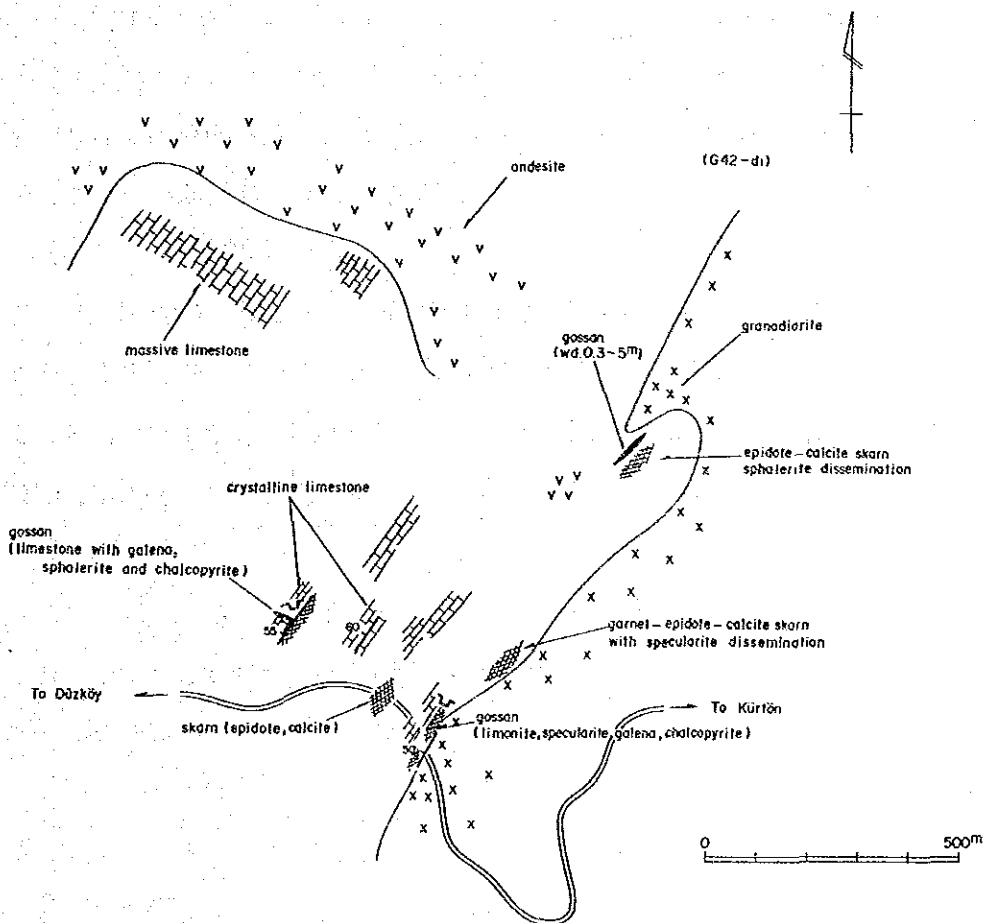 andesite
(G42-di)
massive limestone
gossan
(wd.0.3~5m)
granodiorite
epidote-calcite skarn
sphalerite dissemination
crystalline limestone
gossan
(limestone with galena,
sphalerite and chalcopyrite)
55
60
garnet-epidote-calcite skarn
with specularite dissemination
To Düzköy
To Kürtön
skarn (epidote, calcite)
gossan
(limonite, specularite, galena, chalcopyrite)
50
0
500m